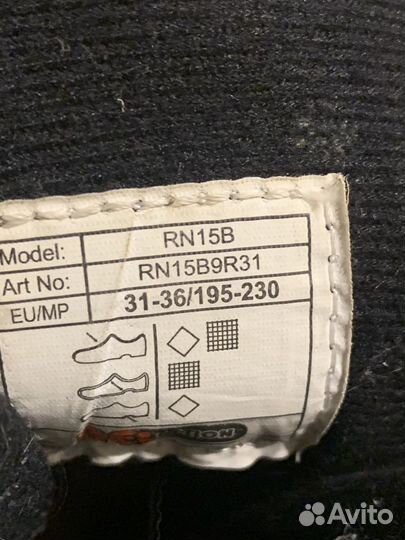 Model: RN15B
Art No: RN15B9R31
EU/MP 31-36/195-230
Avito